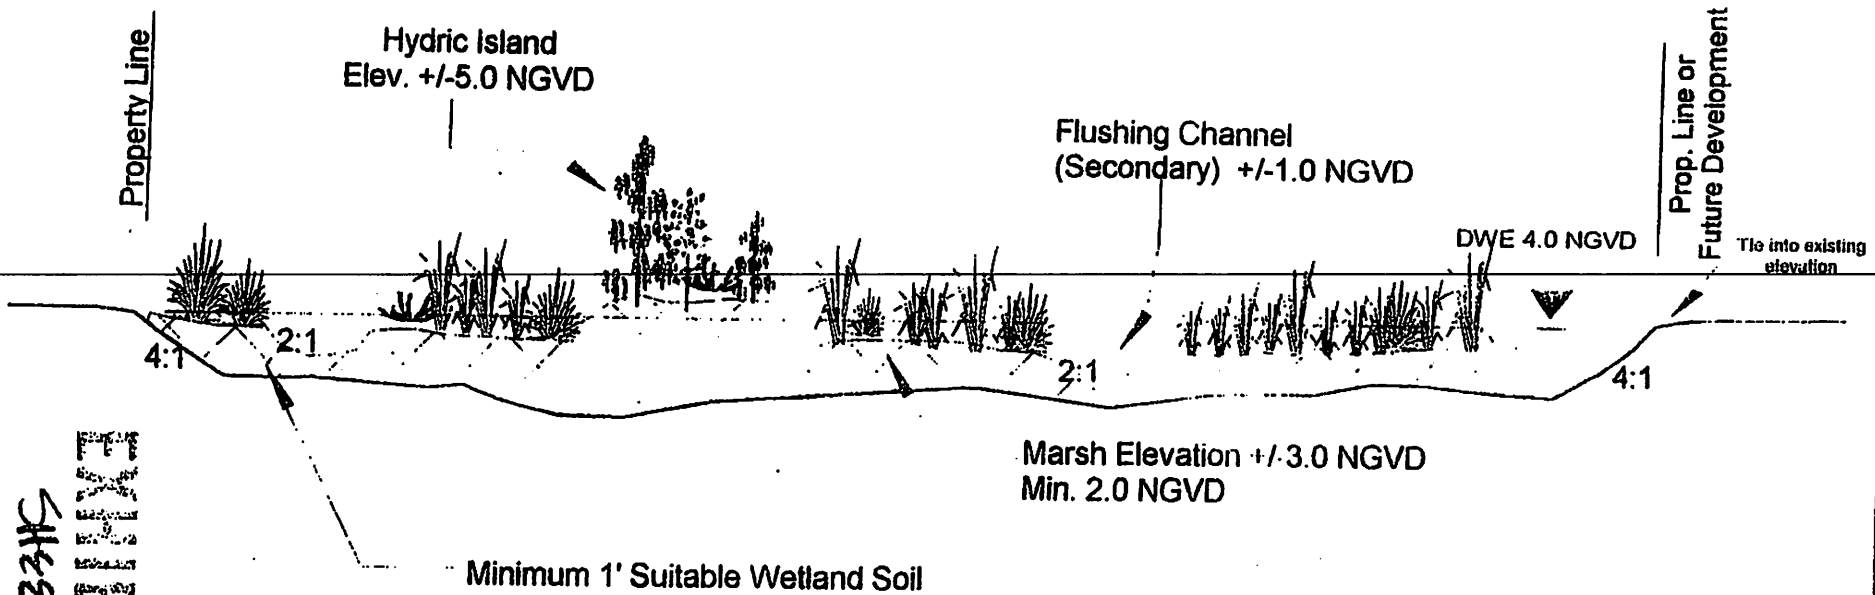 Property Line
Hydric Island
Elev. +/-5.0 NGVD
Flushing Channel
(Secondary) +/-1.0 NGVD
Prop. Line or
Future Development
DWE 4.0 NGVD
Tie into existing
elevation
4:1
2:1
2:1
4:1
Marsh Elevation +/-3.0 NGVD
Min. 2.0 NGVD
Minimum 1' Suitable Wetland Soil